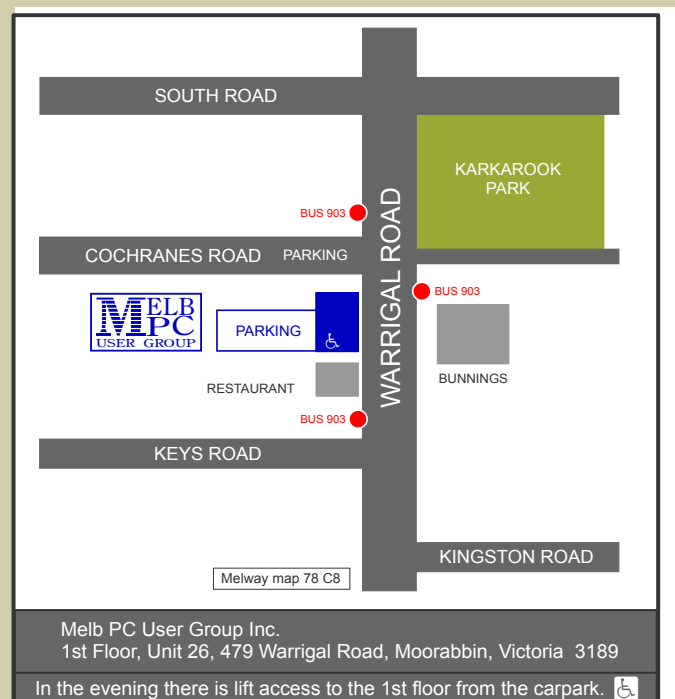 SOUTH ROAD
KARKAROOK
PARK
BUS 903
WARRIGAL ROAD
COCHRANES ROAD
PARKING
BUS 903
MELB
PC
USER GROUP
PARKING
RESTAURANT
BUNNINGS
BUS 903
KEYS ROAD
KINGSTON ROAD
Melway map 78 C8
Melb PC User Group Inc.
1st Floor, Unit 26, 479 Warrigal Road, Moorabbin, Victoria 3189
In the evening there is lift access to the 1st floor from the carpark.